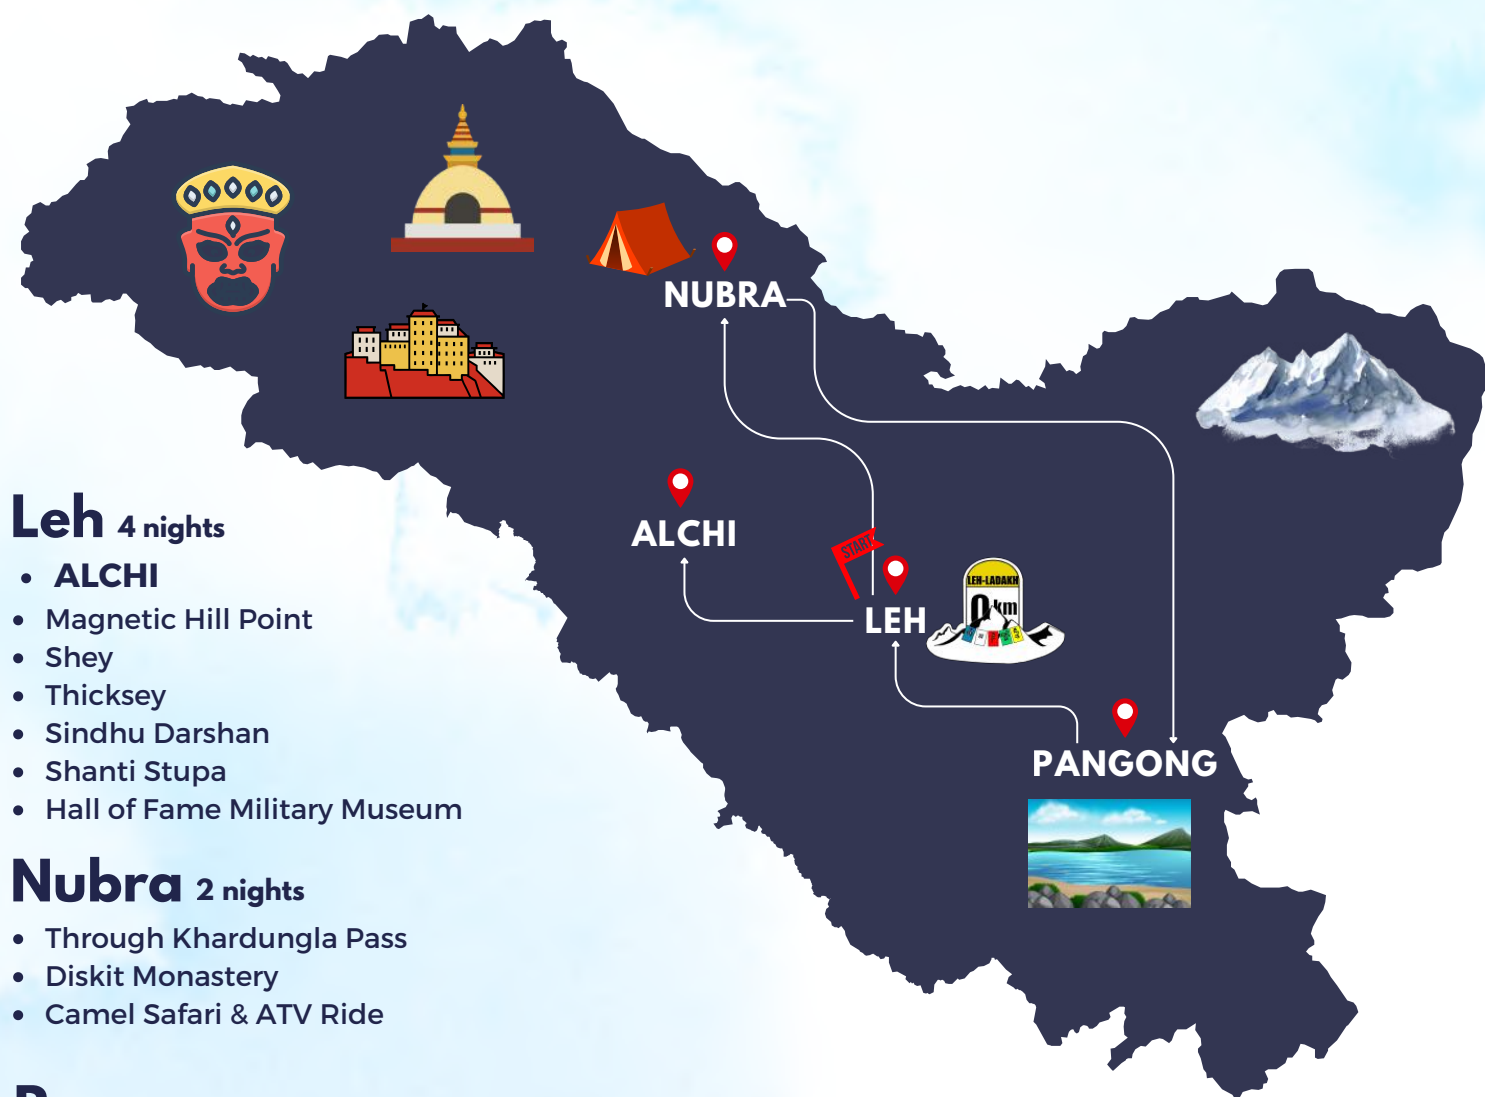 NUBRA
ALCHI
START
LEH
LEH-LADAKH
0 km
PANGONG
Leh 4 nights
• ALCHI
• Magnetic Hill Point
• Shey
• Thicksey
• Sindhu Darshan
• Shanti Stupa
• Hall of Fame Military Museum
Nubra 2 nights
• Through Khardungla Pass
• Diskit Monastery
• Camel Safari & ATV Ride